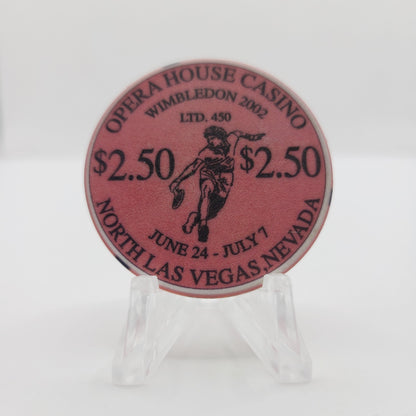 OPERA HOUSE CASINO
WIMBLEDON 2002
LTD. 450
$2.50 $2.50
JUNE 24 - JULY 7
NORTH LAS VEGAS, NEVADA